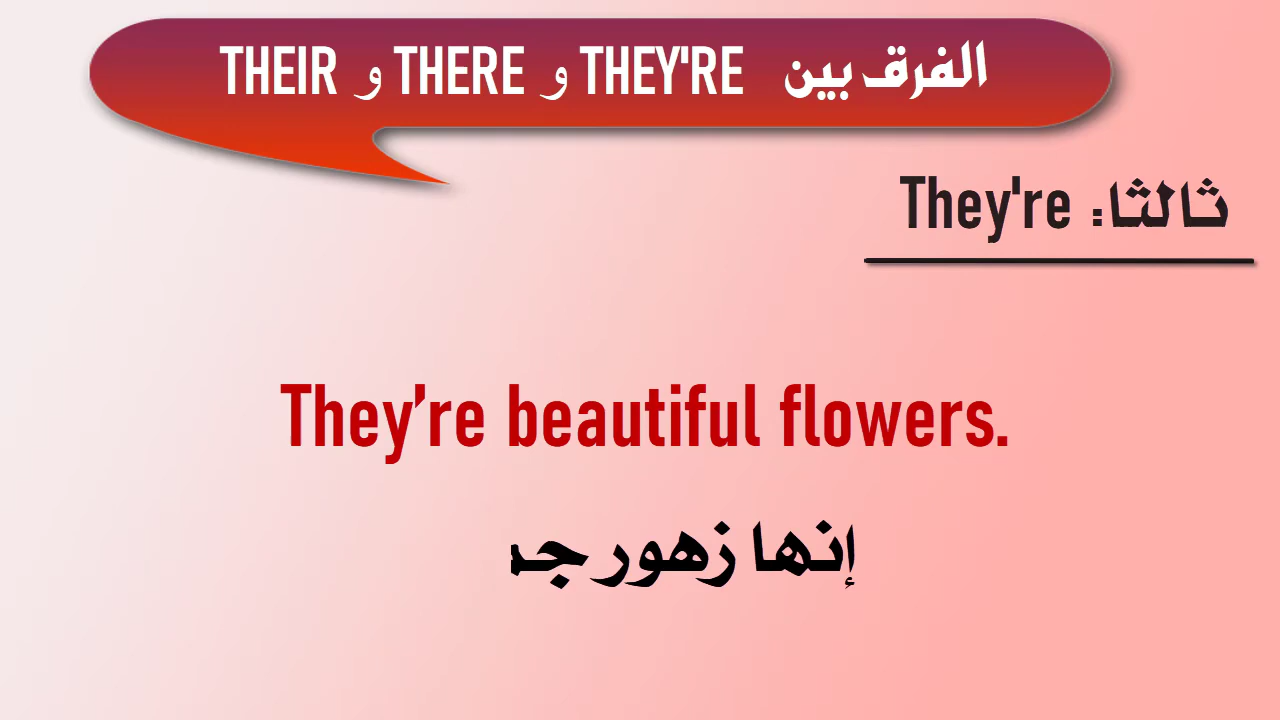 الفرق بين THEY'RE و THERE و THEIR
ثالثا: They're
They’re beautiful flowers.
إنها زهور